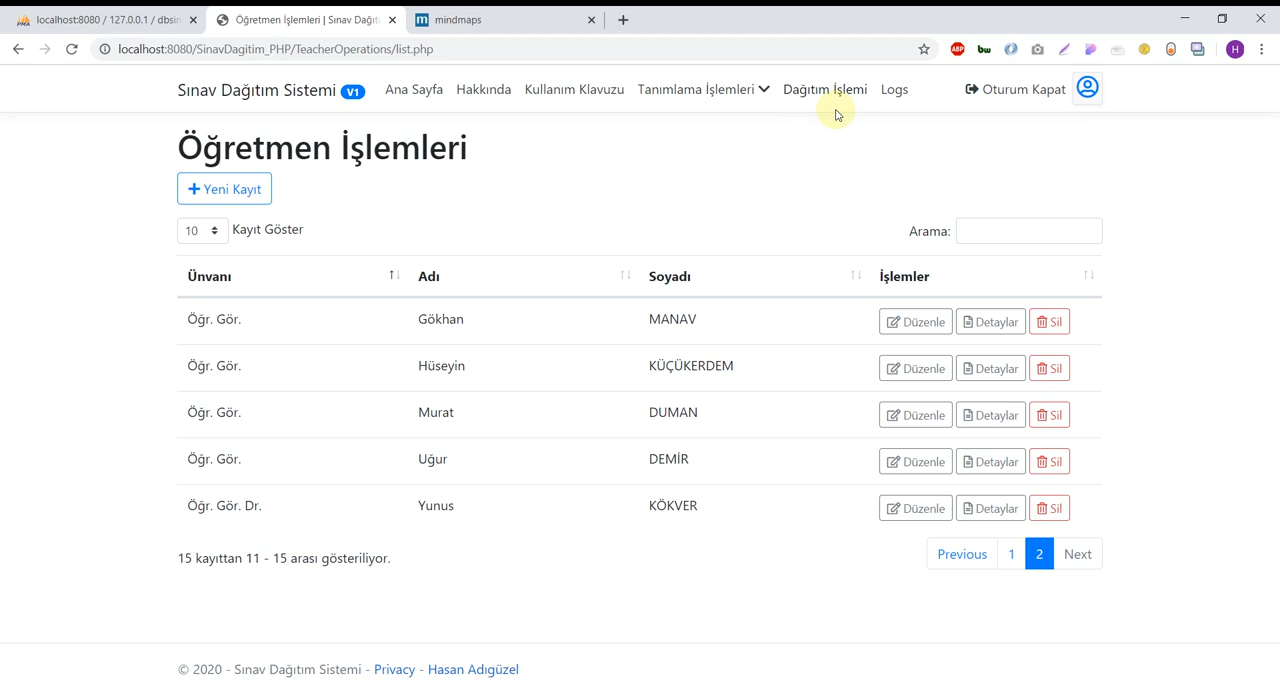 localhost:8080 / 127.0.0.1 / dbsin
Öğretmen İşlemleri | Sınav Dağıtı
mindmaps
localhost:8080/SinavDagitim_PHP/TeacherOperations/list.php
ABP
bw
H
Sınav Dağıtım Sistemi V1 Ana Sayfa Hakkında Kullanım Klavuzu Tanımlama İşlemleri Dağıtım İşlemi Logs Oturum Kapat
Öğretmen İşlemleri
Yeni Kayıt
10 Kayıt Göster Arama:
Ünvanı Adı Soyadı İşlemler
Öğr. Gör. Gökhan MANAV Düzenle Detaylar Sil
Öğr. Gör. Hüseyin KÜÇÜKERDEM Düzenle Detaylar Sil
Öğr. Gör. Murat DUMAN Düzenle Detaylar Sil
Öğr. Gör. Uğur DEMİR Düzenle Detaylar Sil
Öğr. Gör. Dr. Yunus KÖKVER Düzenle Detaylar Sil
15 kayıttan 11 - 15 arası gösteriliyor. Previous 1 2 Next
© 2020 - Sınav Dağıtım Sistemi - Privacy - Hasan Adıgüzel